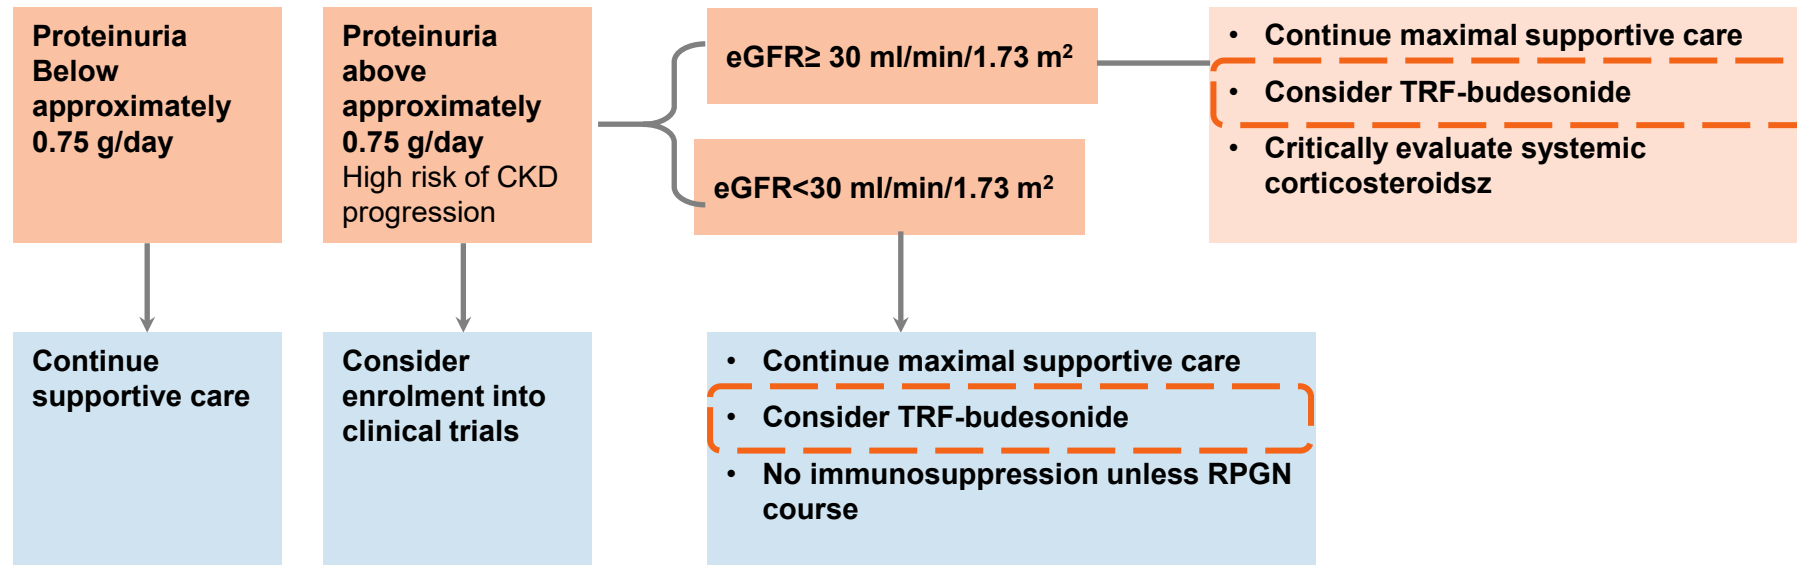 Proteinuria
Below
approximately
0.75 g/day
Proteinuria
above
approximately
0.75 g/day
High risk of CKD
progression
eGFR≥ 30 ml/min/1.73 m²
eGFR<30 ml/min/1.73 m²
• Continue maximal supportive care
• Consider TRF-budesonide
• Critically evaluate systemic
corticosteroidsz
Continue
supportive care
Consider
enrolment into
clinical trials
• Continue maximal supportive care
• Consider TRF-budesonide
• No immunosuppression unless RPGN
course